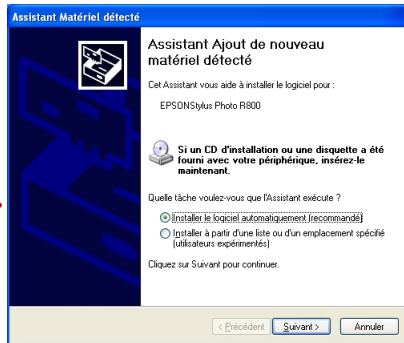 Assistant Matériel détecté
Assistant Ajout de nouveau
matériel détecté
Cet Assistant vous aide à installer le logiciel pour :
EPSONStylus Photo R800
Si un CD d'installation ou une disquette a été
fourni avec votre périphérique, insérez-le
maintenant.
Quelle tâche voulez-vous que l'Assistant exécute ?
Installer le logiciel automatiquement (recommandé)
Installer à partir d'une liste ou d'un emplacement spécifié
(utilisateurs expérimentés)
Cliquez sur Suivant pour continuer.
< Précédent Suivant > Annuler